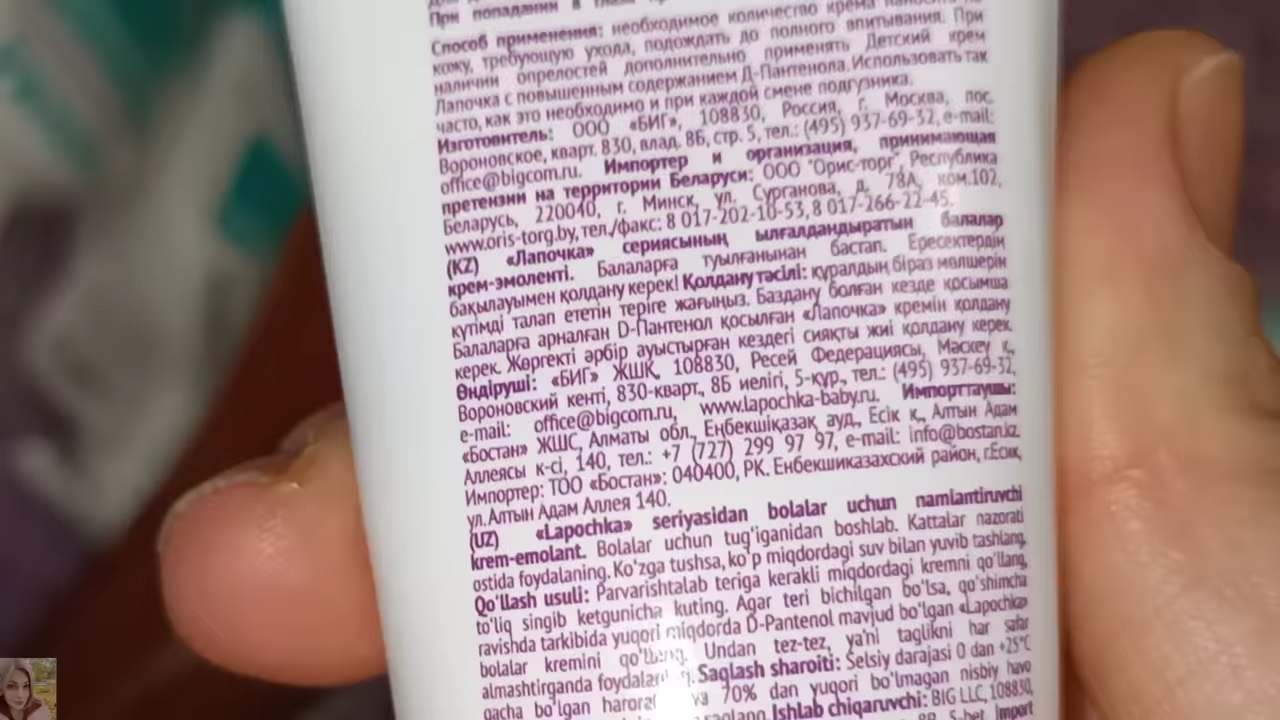 При попадании в глаза
Способ применения: необходимое количество крема нанести на
кожу, требующую ухода, подождать до полного впитывания. При
наличии опрелостей дополнительно применять Детский крем
Лапочка с повышенным содержанием Д-Пантенола. Использовать так
часто, как это необходимо и при каждой смене подгузника.
Изготовитель: ООО «БИГ», 108830, Россия, г. Москва, пос.
Вороновское, кварт. 830, влад. 8Б, стр. 5, тел.: (495) 937-69-32, e-mail:
office@bigcom.ru. Импортер и организация, принимающая
претензии на территории Беларуси: ООО "Орис-торг", Республика
Беларусь, 220040, г. Минск, ул. Сурганова, д. 78А, ком.102,
www.oris-torg.by, тел./факс: 8 017-202-10-53, 8 017-266-22-45.
(KZ) «Лапочка» сериясының ылғалдандыратын балалар
крем-эмоленті. Балаларға туылғанынан бастап. Ересектердің
бақылауымен қолдану керек! Қолдану тәсілі: құралдың біраз мөлшерін
күтімді талап ететін теріге жағыңыз. Баздану болған кезде қосымша
балаларға арналған D-Пантенол қосылған «Лапочка» кремін қолдану
керек. Жөргекті әрбір ауыстырған кездегі сияқты жиі қолдану керек.
Өндіруші: «БИГ» ЖШҚ, 108830, Ресей Федерациясы, Мәскеу қ.,
Вороновский кенті, 830-кварт., 8Б иелігі, 5-құр., тел.: (495) 937-69-32,
e-mail: office@bigcom.ru, www.lapochka-baby.ru. Импорттаушы:
«Бостан» ЖШС, Алматы обл., Еңбекшіқазақ ауд., Есік қ., Алтын Адам
Аллеясы к-сі, 140, тел.: +7 (727) 299 97 97, e-mail: info@bostan.kz.
Импортер: ТОО «Бостан»: 040400, РК. Енбекшиказахский район, г.Есик,
ул.Алтын Адам Аллея 140.
(UZ) «Lapochka» seriyasidan bolalar uchun namlantiruvchi
krem-emolant. Bolalar uchun tug'iganidan boshlab. Kattalar nazorati
ostida foydalaning. Ko'zga tushsa, ko'p miqdordagi suv bilan yuvib tashlang.
Qo'llash usuli: Parvarishtalab teriga kerakli miqdordagi kremni qo'llang,
to'liq singib ketgunicha kuting. Agar teri bichilgan bo'lsa, qo'shimcha
ravishda tarkibida yuqori miqdorda D-Pantenol mavjud bo'lgan «Lapochka»
bolalar kremini qo'llang. Undan tez-tez, ya'ni taglikni har safar
almashtirganda foydalaning. Saqlash sharoiti: Selsiy darajasi 0 dan +25°C
gacha bo'lgan harorat va 70% dan yuqori bo'lmagan nisbiy havo
Ishlab chiqaruvchi: BIG LLC, 108830,
8B, 5-bet, Import